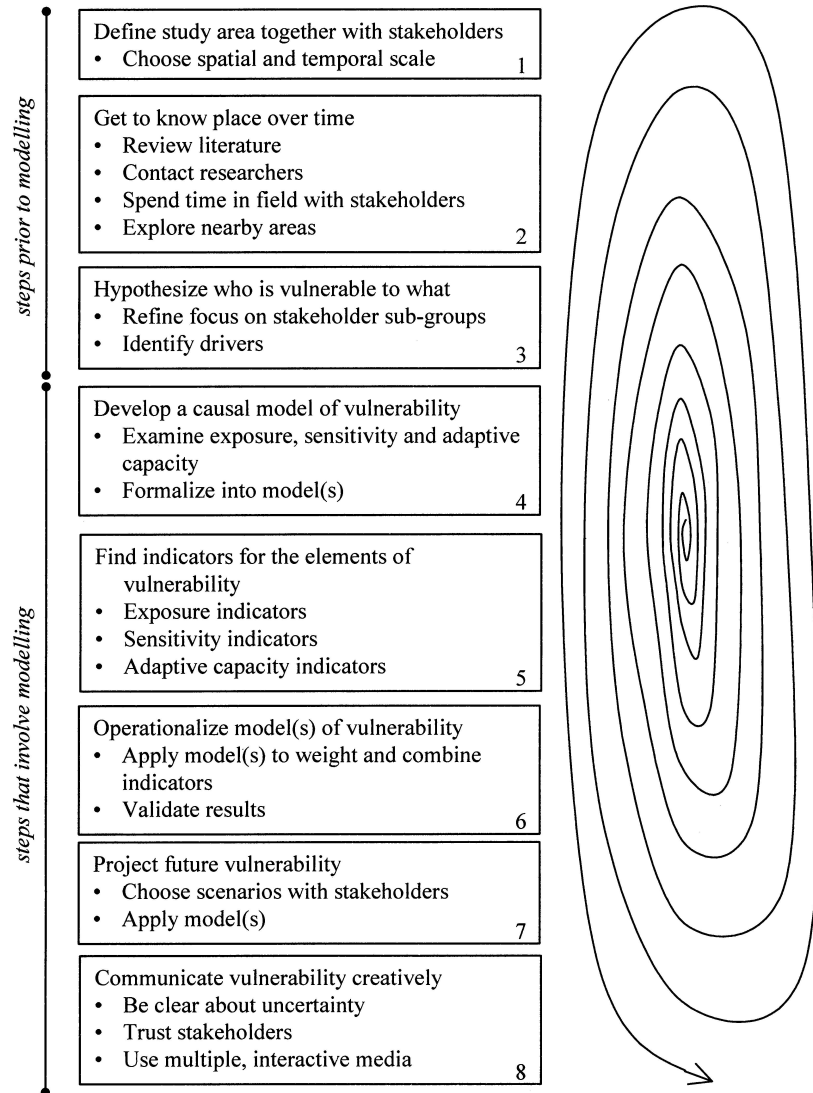 steps prior to modelling
Define study area together with stakeholders
• Choose spatial and temporal scale
1
Get to know place over time
• Review literature
• Contact researchers
• Spend time in field with stakeholders
• Explore nearby areas
2
Hypothesize who is vulnerable to what
• Refine focus on stakeholder sub-groups
• Identify drivers
3
steps that involve modelling
Develop a causal model of vulnerability
• Examine exposure, sensitivity and adaptive
capacity
• Formalize into model(s)
4
Find indicators for the elements of
vulnerability
• Exposure indicators
• Sensitivity indicators
• Adaptive capacity indicators
5
Operationalize model(s) of vulnerability
• Apply model(s) to weight and combine
indicators
• Validate results
6
Project future vulnerability
• Choose scenarios with stakeholders
• Apply model(s)
7
Communicate vulnerability creatively
• Be clear about uncertainty
• Trust stakeholders
• Use multiple, interactive media
8